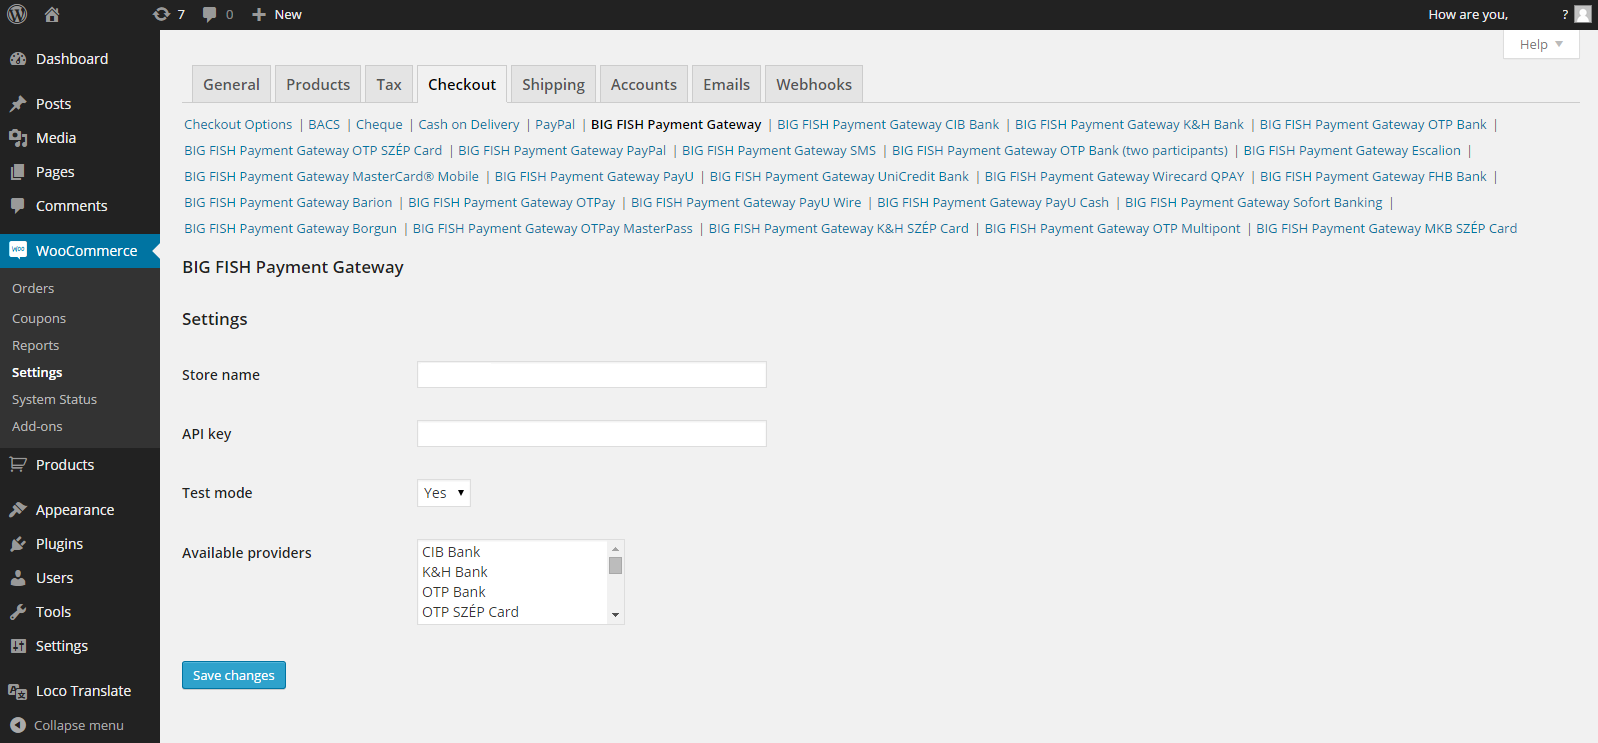 7 0 New How are you, ?
Help
Dashboard
Posts
Media
Pages
Comments
WooCommerce
Orders
Coupons
Reports
Settings
System Status
Add-ons
Products
Appearance
Plugins
Users
Tools
Settings
Loco Translate
Collapse menu
General Products Tax Checkout Shipping Accounts Emails Webhooks
Checkout Options | BACS | Cheque | Cash on Delivery | PayPal | BIG FISH Payment Gateway | BIG FISH Payment Gateway CIB Bank | BIG FISH Payment Gateway K&H Bank | BIG FISH Payment Gateway OTP Bank |
BIG FISH Payment Gateway OTP SZÉP Card | BIG FISH Payment Gateway PayPal | BIG FISH Payment Gateway SMS | BIG FISH Payment Gateway OTP Bank (two participants) | BIG FISH Payment Gateway Escalion |
BIG FISH Payment Gateway MasterCard® Mobile | BIG FISH Payment Gateway PayU | BIG FISH Payment Gateway UniCredit Bank | BIG FISH Payment Gateway Wirecard QPAY | BIG FISH Payment Gateway FHB Bank |
BIG FISH Payment Gateway Barion | BIG FISH Payment Gateway OTPay | BIG FISH Payment Gateway PayU Wire | BIG FISH Payment Gateway PayU Cash | BIG FISH Payment Gateway Sofort Banking |
BIG FISH Payment Gateway Borgun | BIG FISH Payment Gateway OTPay MasterPass | BIG FISH Payment Gateway K&H SZÉP Card | BIG FISH Payment Gateway OTP Multipont | BIG FISH Payment Gateway MKB SZÉP Card
BIG FISH Payment Gateway
Settings
Store name
API key
Test mode Yes
Available providers CIB Bank
K&H Bank
OTP Bank
OTP SZÉP Card
Save changes